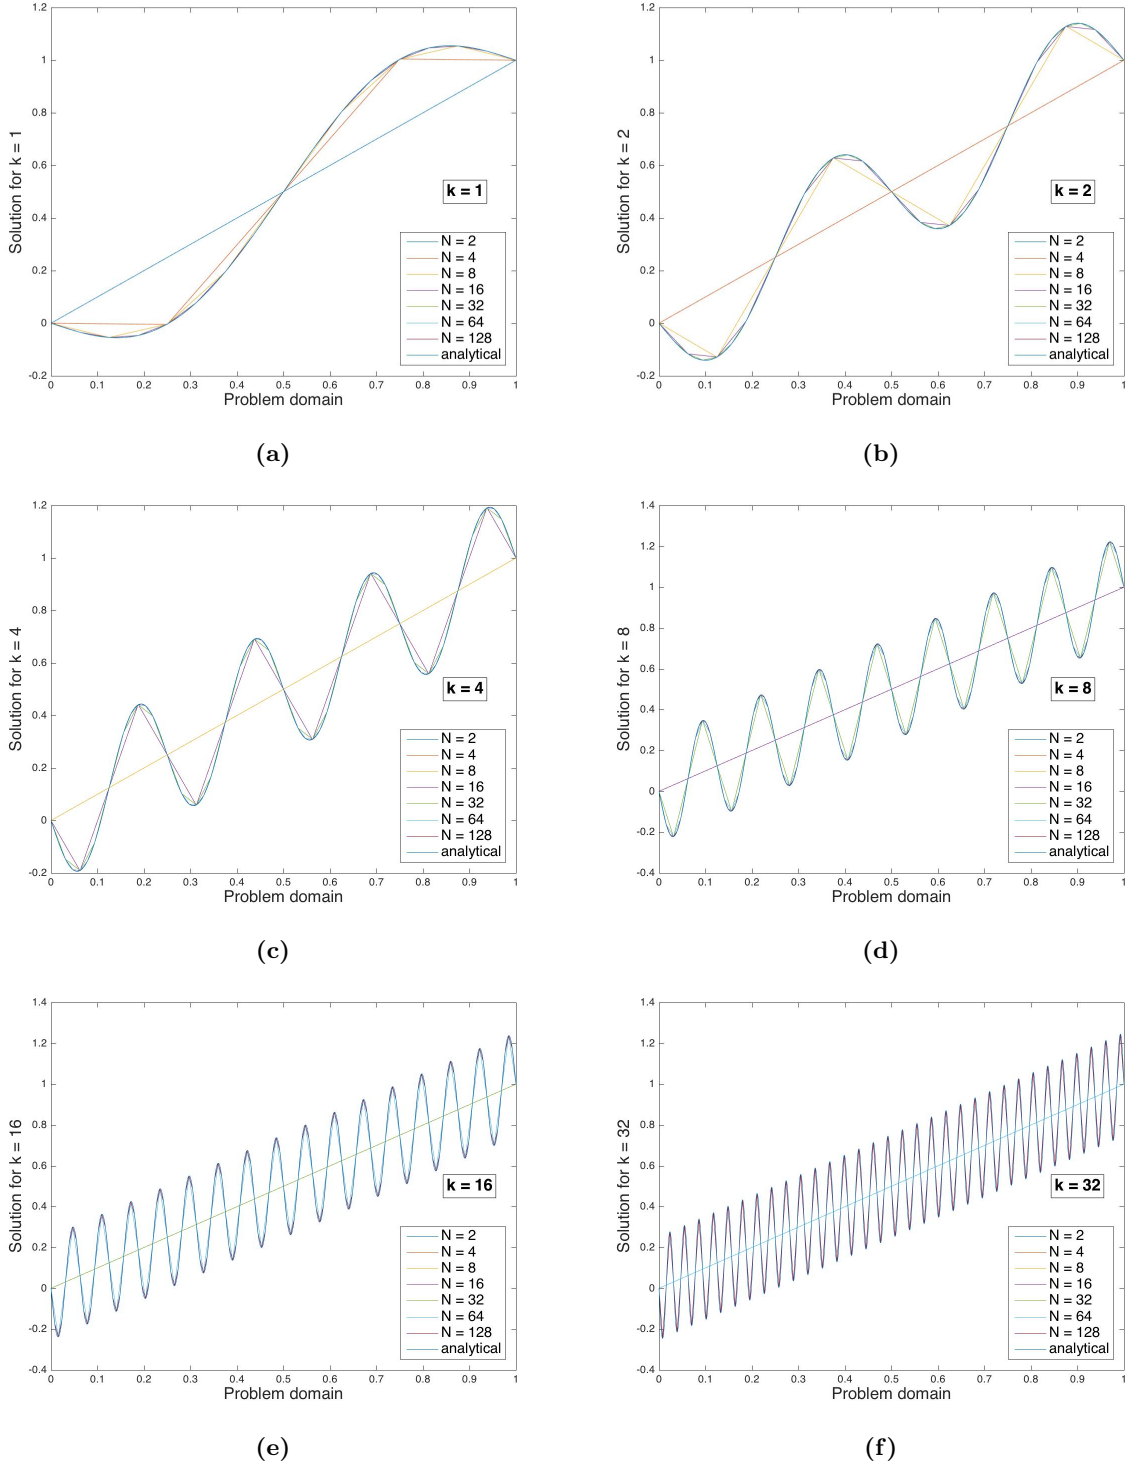 1.2
1
0.8
0.6
0.4
0.2
0
-0.2
Solution for k = 1
0 0.1 0.2 0.3 0.4 0.5 0.6 0.7 0.8 0.9 1
Problem domain
k = 1
N = 2
N = 4
N = 8
N = 16
N = 32
N = 64
N = 128
analytical
(a)
1.2
1
0.8
0.6
0.4
0.2
0
-0.2
Solution for k = 2
0 0.1 0.2 0.3 0.4 0.5 0.6 0.7 0.8 0.9 1
Problem domain
k = 2
N = 2
N = 4
N = 8
N = 16
N = 32
N = 64
N = 128
analytical
(b)
1.2
1
0.8
0.6
0.4
0.2
0
-0.2
Solution for k = 4
0 0.1 0.2 0.3 0.4 0.5 0.6 0.7 0.8 0.9 1
Problem domain
k = 4
N = 2
N = 4
N = 8
N = 16
N = 32
N = 64
N = 128
analytical
(c)
1.4
1.2
1
0.8
0.6
0.4
0.2
0
-0.2
-0.4
Solution for k = 8
0 0.1 0.2 0.3 0.4 0.5 0.6 0.7 0.8 0.9 1
Problem domain
k = 8
N = 2
N = 4
N = 8
N = 16
N = 32
N = 64
N = 128
analytical
(d)
1.4
1.2
1
0.8
0.6
0.4
0.2
0
-0.2
-0.4
Solution for k = 16
0 0.1 0.2 0.3 0.4 0.5 0.6 0.7 0.8 0.9 1
Problem domain
k = 16
N = 2
N = 4
N = 8
N = 16
N = 32
N = 64
N = 128
analytical
(e)
1.4
1.2
1
0.8
0.6
0.4
0.2
0
-0.2
-0.4
Solution for k = 32
0 0.1 0.2 0.3 0.4 0.5 0.6 0.7 0.8 0.9 1
Problem domain
k = 32
N = 2
N = 4
N = 8
N = 16
N = 32
N = 64
N = 128
analytical
(f)